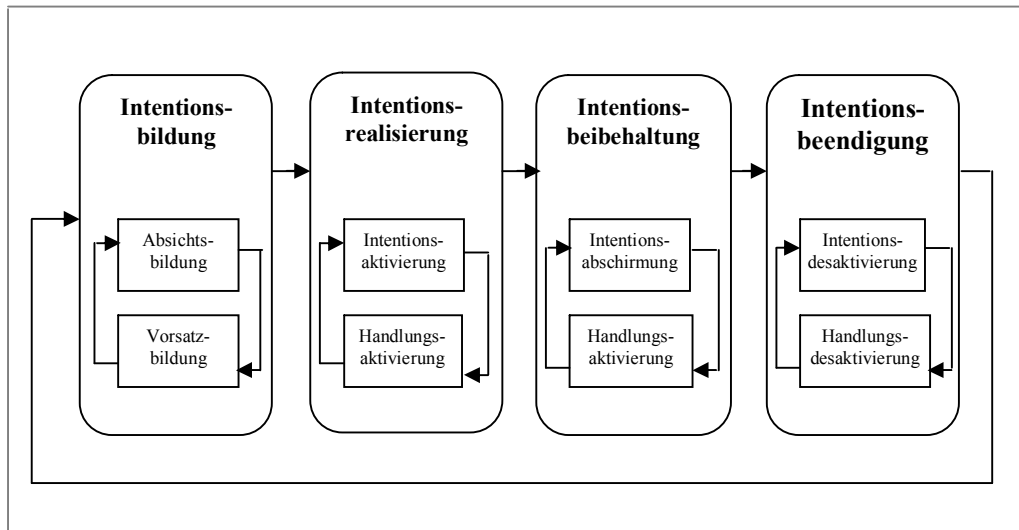 Intentions-
bildung
Absichts-
bildung
Vorsatz-
bildung
Intentions-
realisierung
Intentions-
aktivierung
Handlungs-
aktivierung
Intentions-
beibehaltung
Intentions-
abschirmung
Handlungs-
aktivierung
Intentions-
beendigung
Intentions-
desaktivierung
Handlungs-
desaktivierung